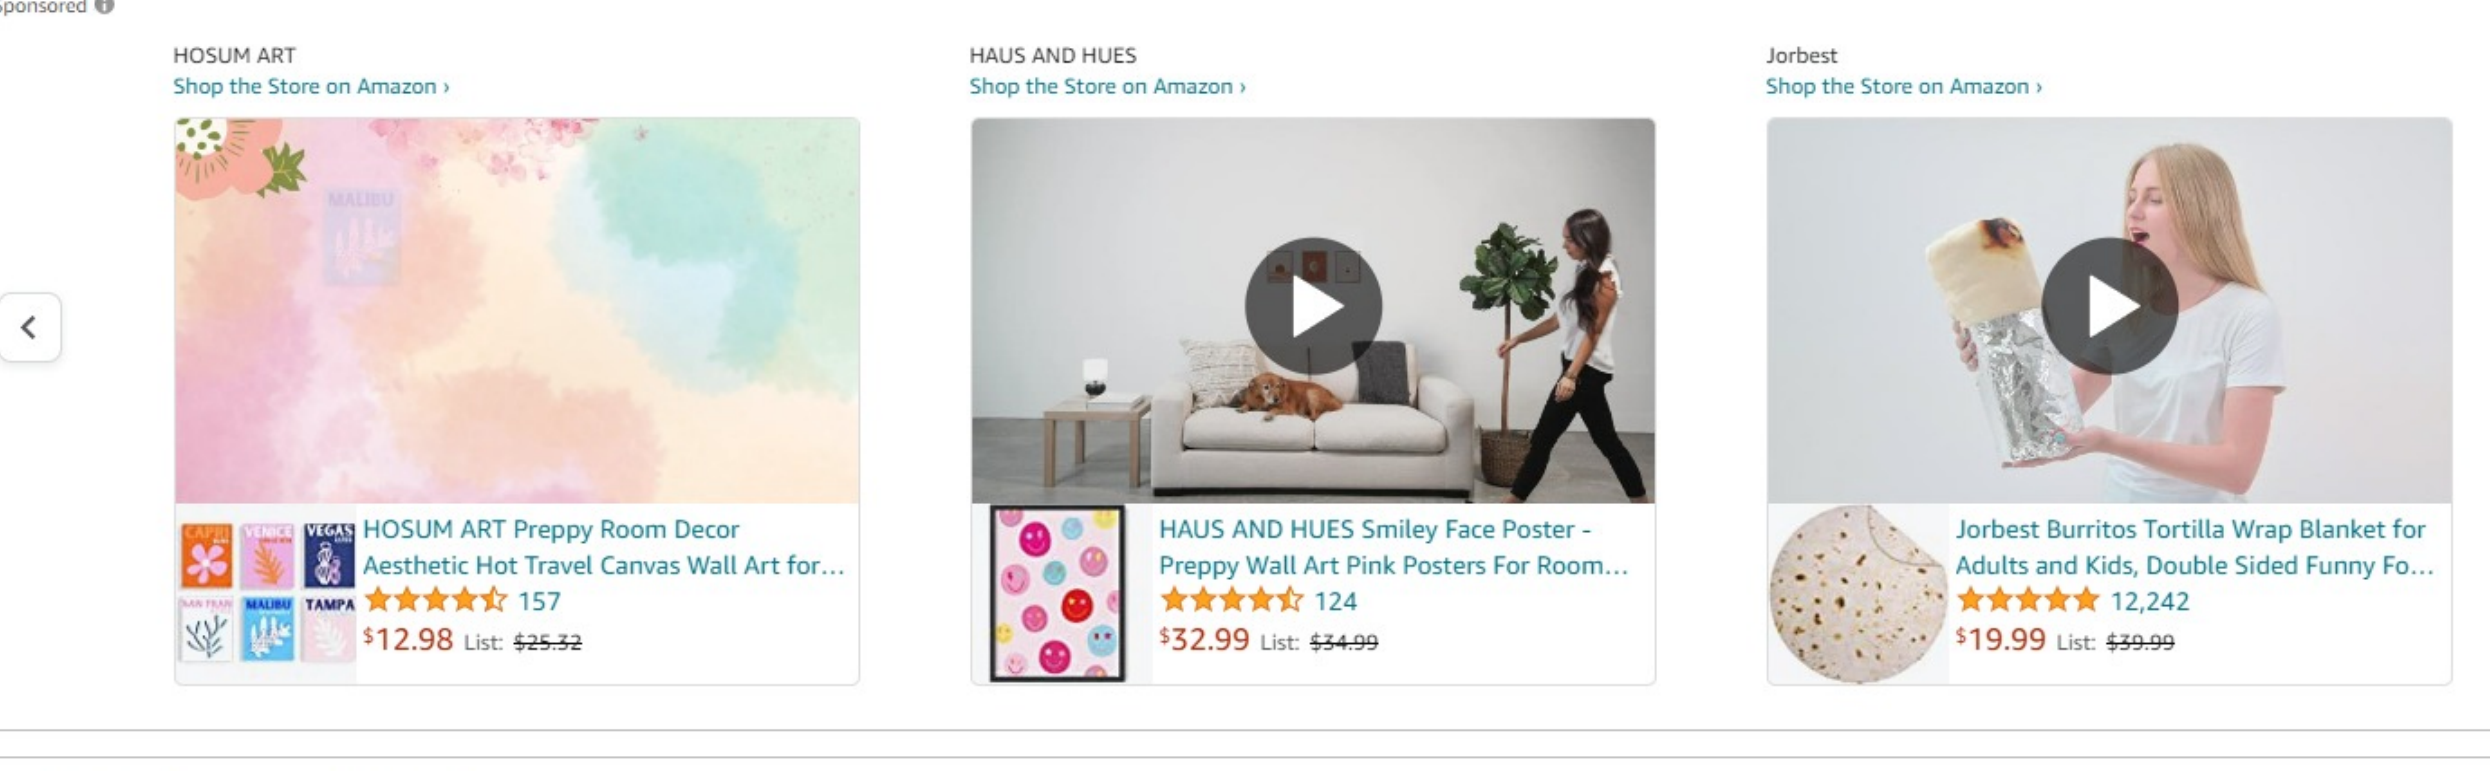 Sponsored
HOSUM ART
Shop the Store on Amazon ›
MALIBU
CAPRI
VENICE
VEGAS
SAN FRAN
MALIBU
TAMPA
HOSUM ART Preppy Room Decor
Aesthetic Hot Travel Canvas Wall Art for...
157
$12.98 List: $25.32
HAUS AND HUES
Shop the Store on Amazon ›
HAUS AND HUES Smiley Face Poster -
Preppy Wall Art Pink Posters For Room...
124
$32.99 List: $34.99
Jorbest
Shop the Store on Amazon ›
Jorbest Burritos Tortilla Wrap Blanket for
Adults and Kids, Double Sided Funny Fo...
12,242
$19.99 List: $39.99